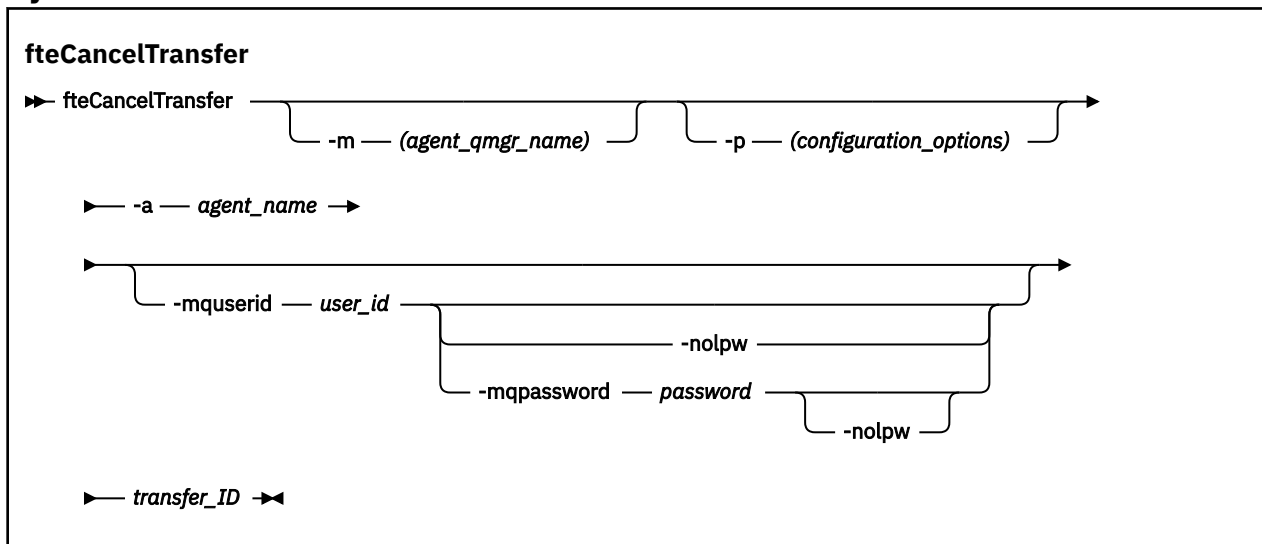 fteCancelTransfer
fteCancelTransfer
-m (agent_qmgr_name) -p (configuration_options)
-a agent_name
-mquserid user_id
-nolpw
-mqpassword password
-nolpw
transfer_ID